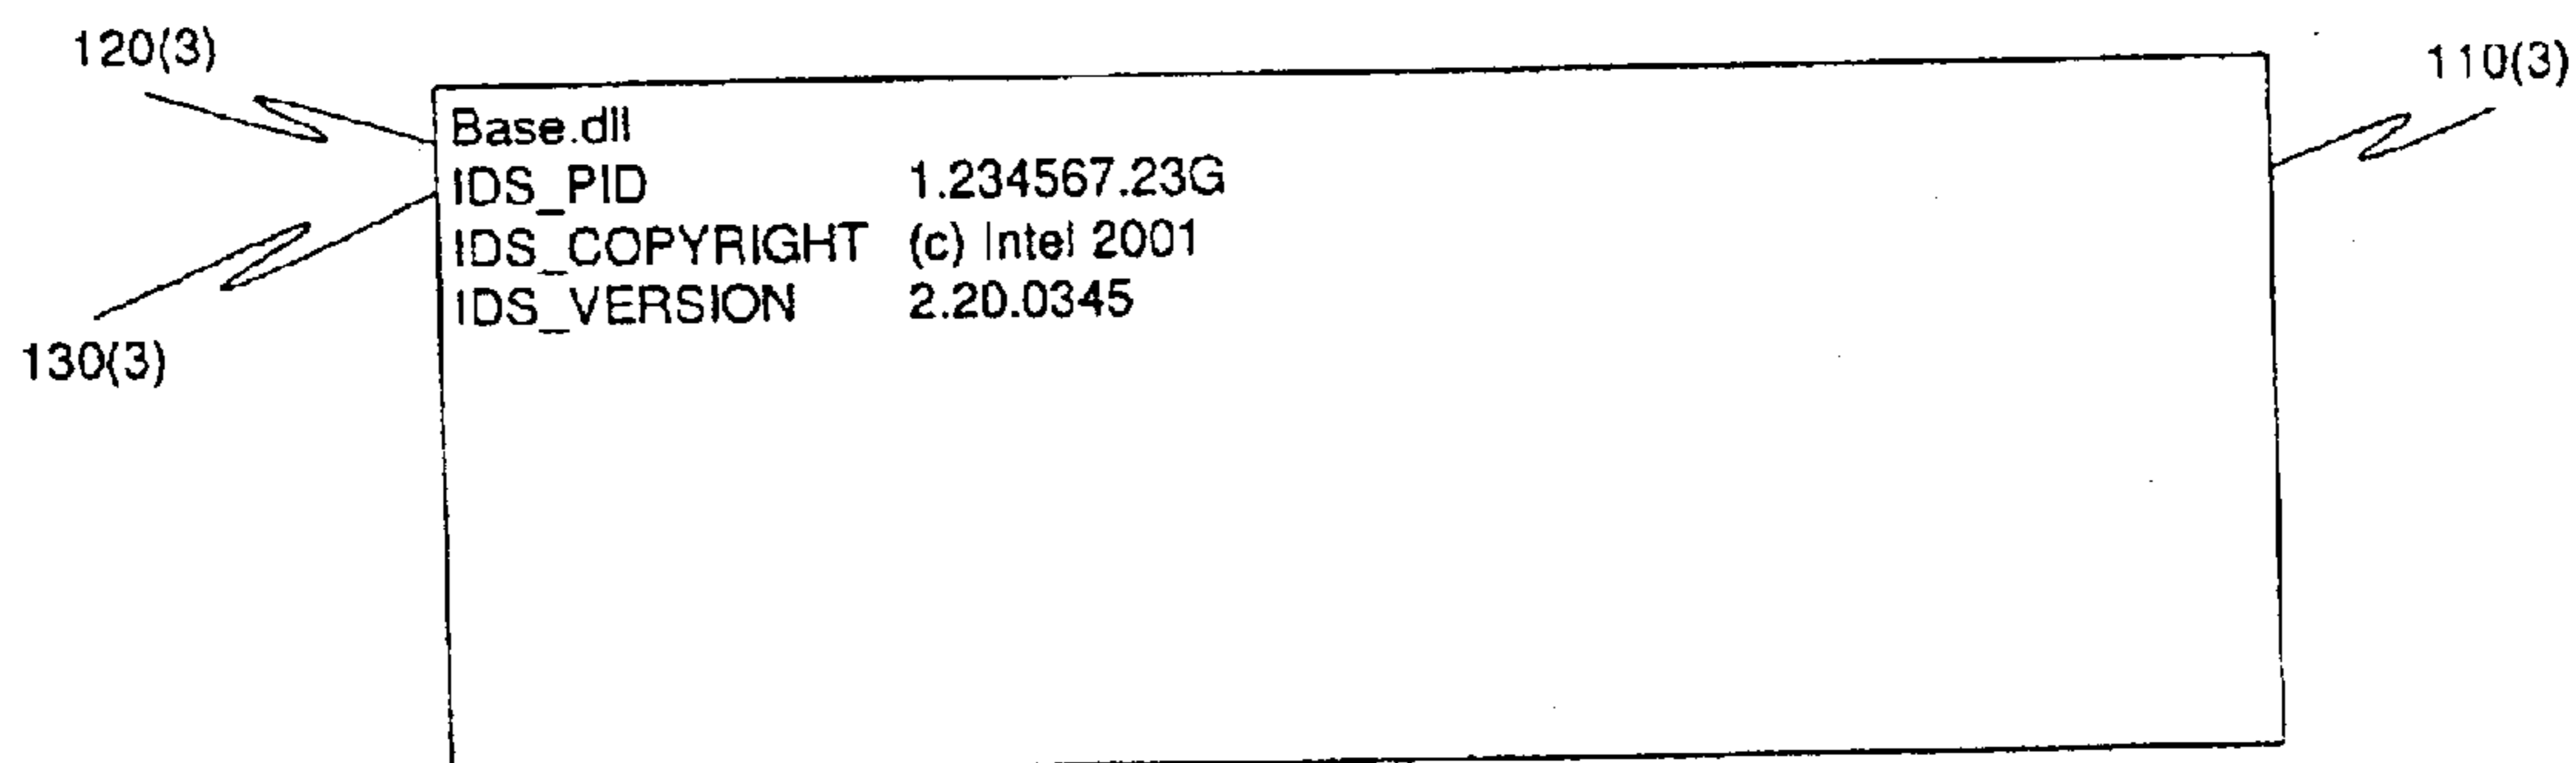 120(3)
110(3)
Base.dll
IDS_PID 1.234567.23G
IDS_COPYRIGHT (c) Intel 2001
IDS_VERSION 2.20.0345
130(3)